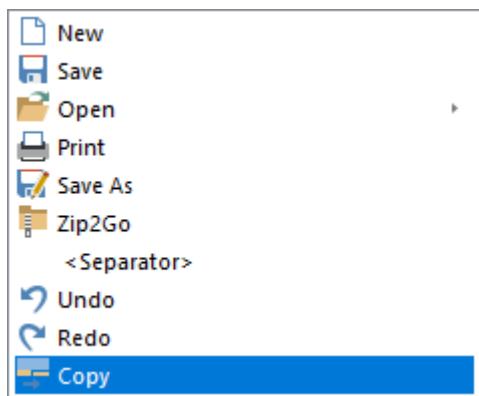 New
Save
Open
Print
Save As
Zip2Go
<Separator>
Undo
Redo
Copy